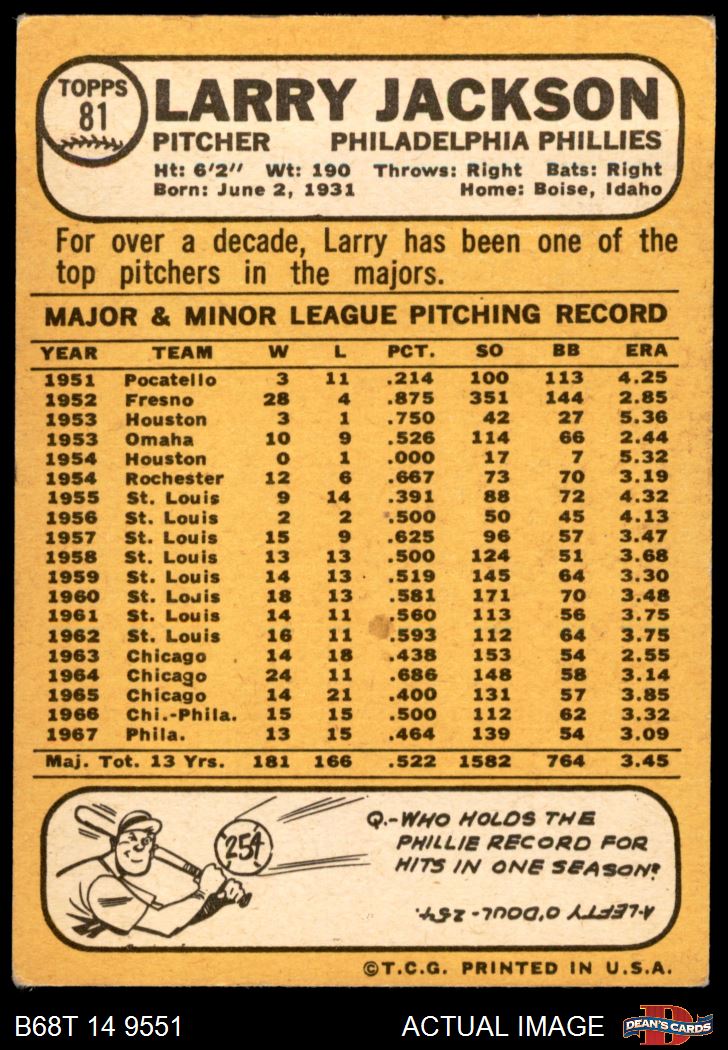 TOPPS
81
LARRY JACKSON
PITCHER PHILADELPHIA PHILLIES
Ht: 6'2" Wt: 190 Throws: Right Bats: Right
Born: June 2, 1931 Home: Boise, Idaho
For over a decade, Larry has been one of the
top pitchers in the majors.
MAJOR & MINOR LEAGUE PITCHING RECORD
YEAR TEAM W L PCT. SO BB ERA
1951 Pocatello 3 11 .214 100 113 4.25
1952 Fresno 28 4 .875 351 144 2.85
1953 Houston 3 1 .750 42 27 5.36
1953 Omaha 10 9 .526 114 66 2.44
1954 Houston 0 1 .000 17 7 5.32
1954 Rochester 12 6 .667 73 70 3.19
1955 St. Louis 9 14 .391 88 72 4.32
1956 St. Louis 2 2 .500 50 45 4.13
1957 St. Louis 15 9 .625 96 57 3.47
1958 St. Louis 13 13 .500 124 51 3.68
1959 St. Louis 14 13 .519 145 64 3.30
1960 St. Louis 18 13 .581 171 70 3.48
1961 St. Louis 14 11 .560 113 56 3.75
1962 St. Louis 16 11 .593 112 64 3.75
1963 Chicago 14 18 .438 153 54 2.55
1964 Chicago 24 11 .686 148 58 3.14
1965 Chicago 14 21 .400 131 57 3.85
1966 Chi.-Phila. 15 15 .500 112 62 3.32
1967 Phila. 13 15 .464 139 54 3.09
Maj. Tot. 13 Yrs. 181 166 .522 1582 764 3.45
254
Q.-WHO HOLDS THE
PHILLIE RECORD FOR
HITS IN ONE SEASON?
A-LEFTY O'DOUL-254.
©T.C.G. PRINTED IN U.S.A.
B68T 14 9551 ACTUAL IMAGE
DEAN'S CARDS